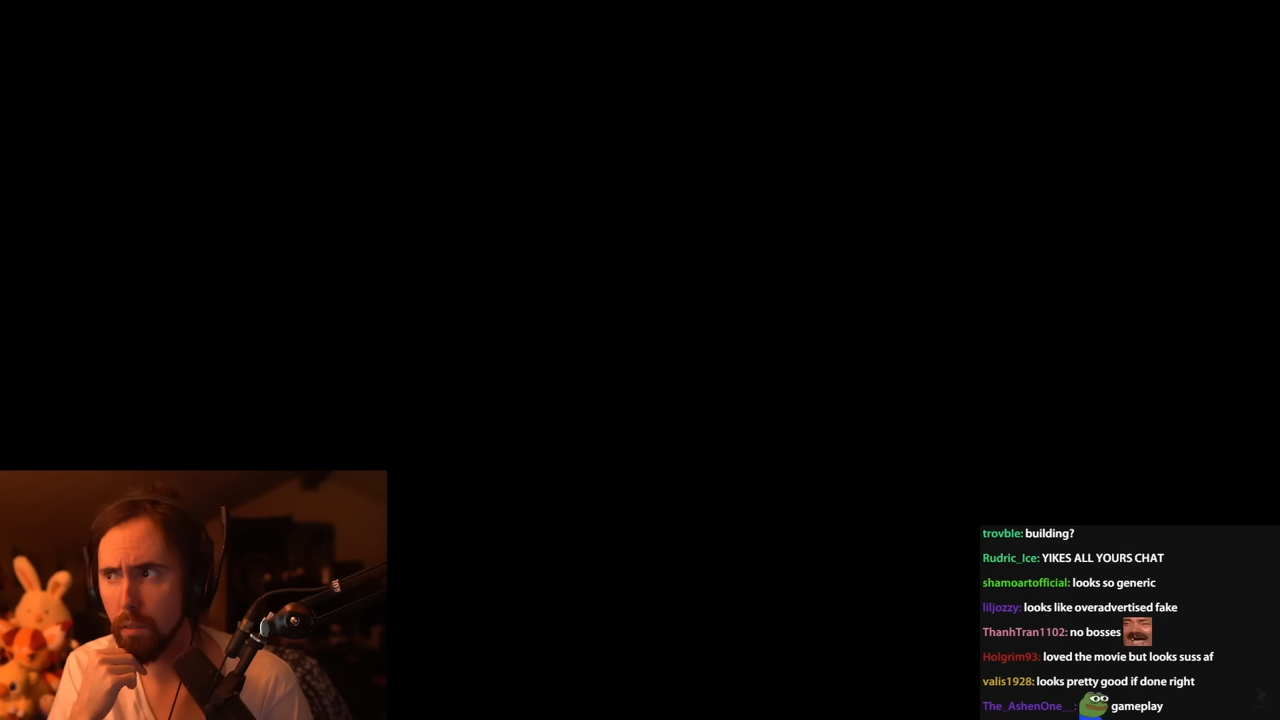 trovble: building?
Rudric_Ice: YIKES ALL YOURS CHAT
shamoartofficial: looks so generic
liljozzy: looks like overadvertised fake
ThanhTran1102: no bosses
Holgrim93: loved the movie but looks suss af
valis1928: looks pretty good if done right
The_AshenOne__: gameplay